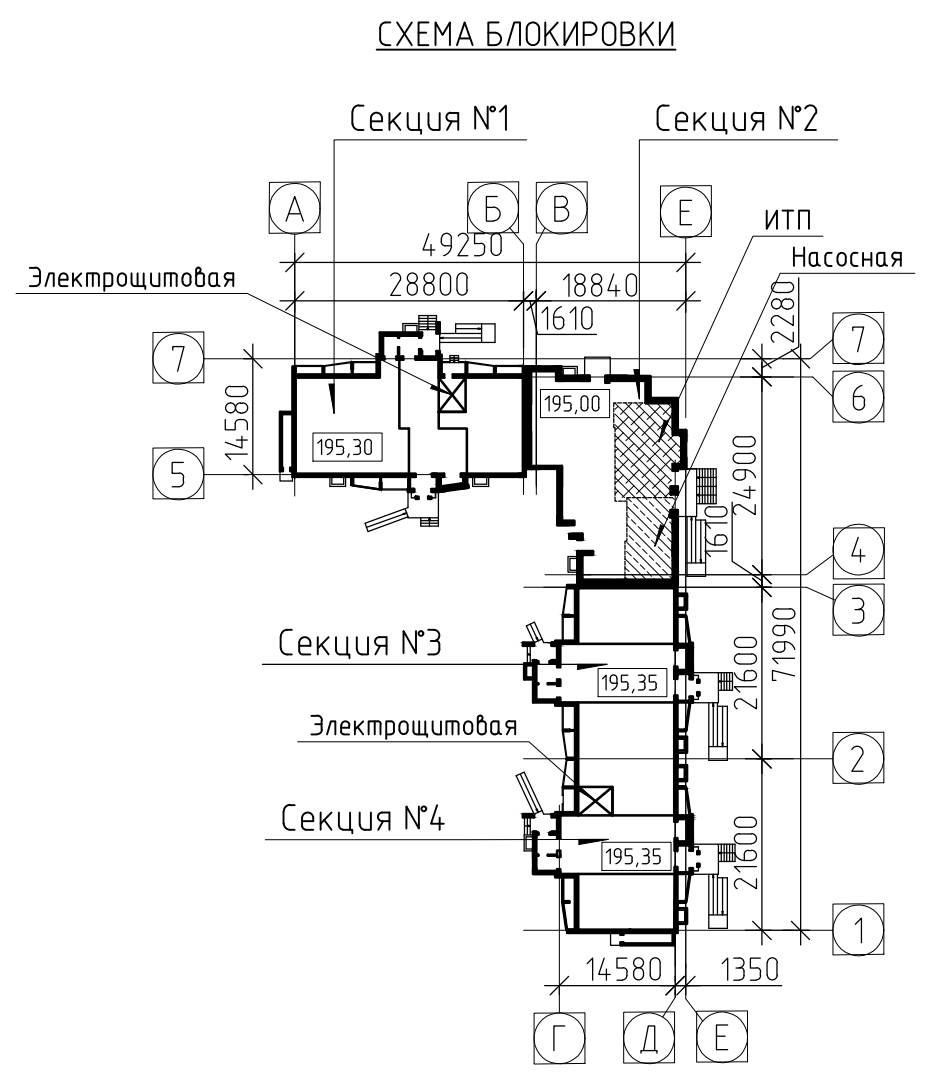 СХЕМА БЛОКИРОВКИ
Секция №1
Секция №2
А
Б
В
Е
ИТП
49250
Насосная
Электрощитовая
28800
18840
1610
2280
7
7
6
14580
195,00
195,30
5
24900
1610
4
3
Секция №3
71990
21600
195,35
Электрощитовая
2
Секция №4
21600
195,35
1
14580
1350
Г
Д
Е